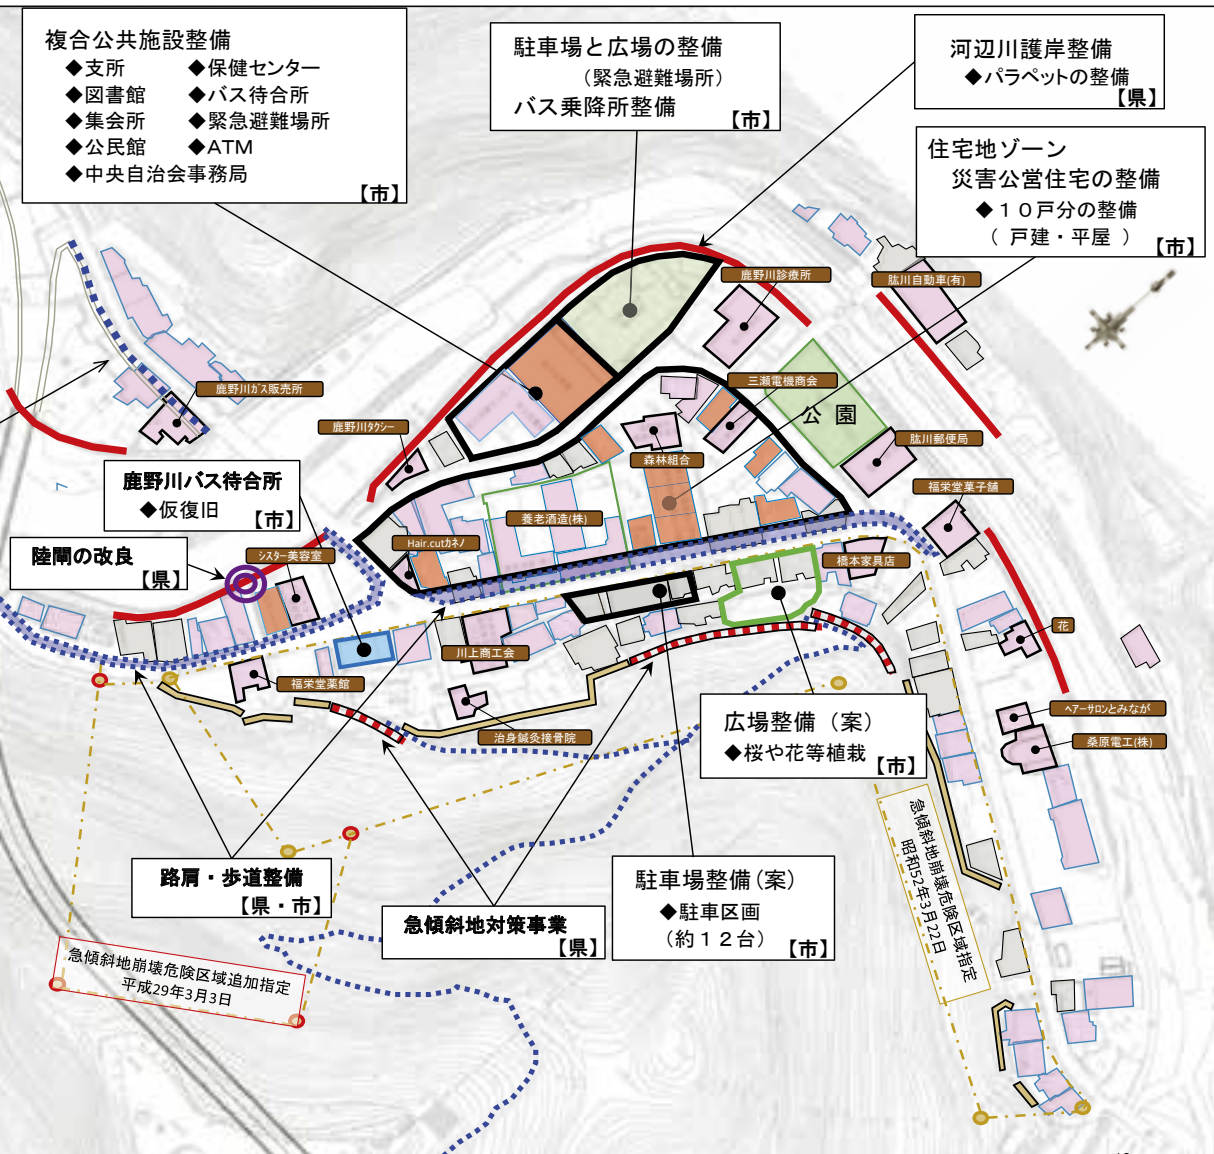 複合公共施設整備
◆支所 ◆保健センター
◆図書館 ◆バス待合所
◆集会所 ◆緊急避難場所
◆公民館 ◆ATM
◆中央自治会事務局
【市】
駐車場と広場の整備
（緊急避難場所）
バス乗降所整備
【市】
河辺川護岸整備
◆パラペットの整備
【県】
住宅地ゾーン
災害公営住宅の整備
◆１０戸分の整備
（ 戸建・平屋 ）
【市】
鹿野川診療所
肱川自動車(有)
鹿野川ガス販売所
三瀬電機商会
公園
鹿野川タクシー
肱川郵便局
森林組合
鹿野川バス待合所
◆仮復旧
【市】
福栄堂菓子舗
養老酒造(株)
陸閘の改良
【県】
シスター美容室
Hair.cutカネノ
橋本家具店
川上商工会
花
福栄堂薬館
治身鍼灸接骨院
ヘアーサロンとみなが
桑原電工(株)
広場整備（案）
◆桜や花等植栽
【市】
路肩・歩道整備
【県・市】
急傾斜地対策事業
【県】
駐車場整備(案)
◆駐車区画
（約１２台）
【市】
急傾斜地崩壊危険区域指定
昭和52年3月22日
急傾斜地崩壊危険区域追加指定
平成29年3月3日